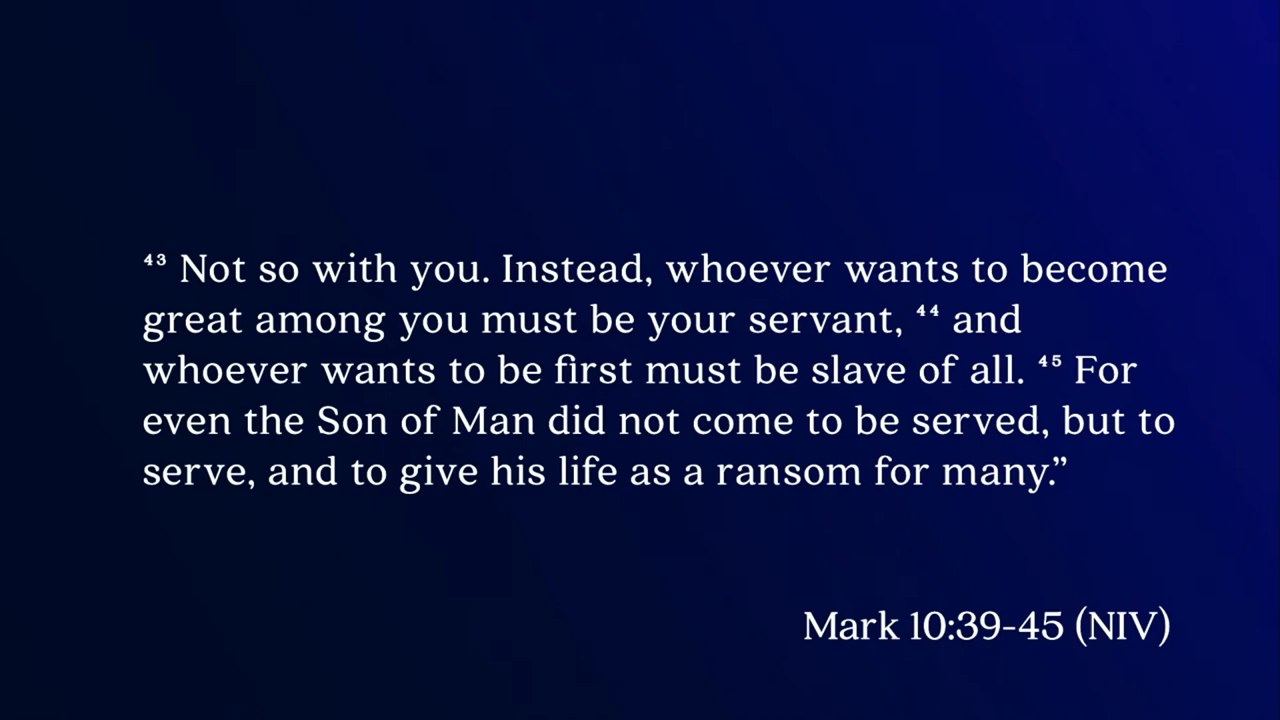 ⁴³ Not so with you. Instead, whoever wants to become
great among you must be your servant, ⁴⁴ and
whoever wants to be first must be slave of all. ⁴⁵ For
even the Son of Man did not come to be served, but to
serve, and to give his life as a ransom for many.”
Mark 10:39-45 (NIV)